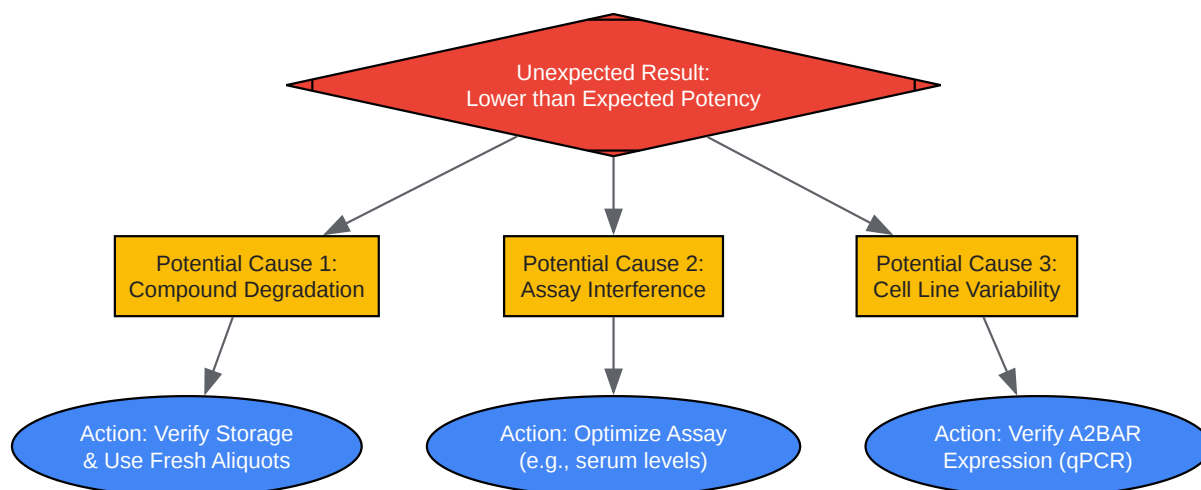 Unexpected Result:
Lower than Expected Potency
Potential Cause 1:
Compound Degradation
Potential Cause 2:
Assay Interference
Potential Cause 3:
Cell Line Variability
Action: Verify Storage
& Use Fresh Aliquots
Action: Optimize Assay
(e.g., serum levels)
Action: Verify A2BAR
Expression (qPCR)